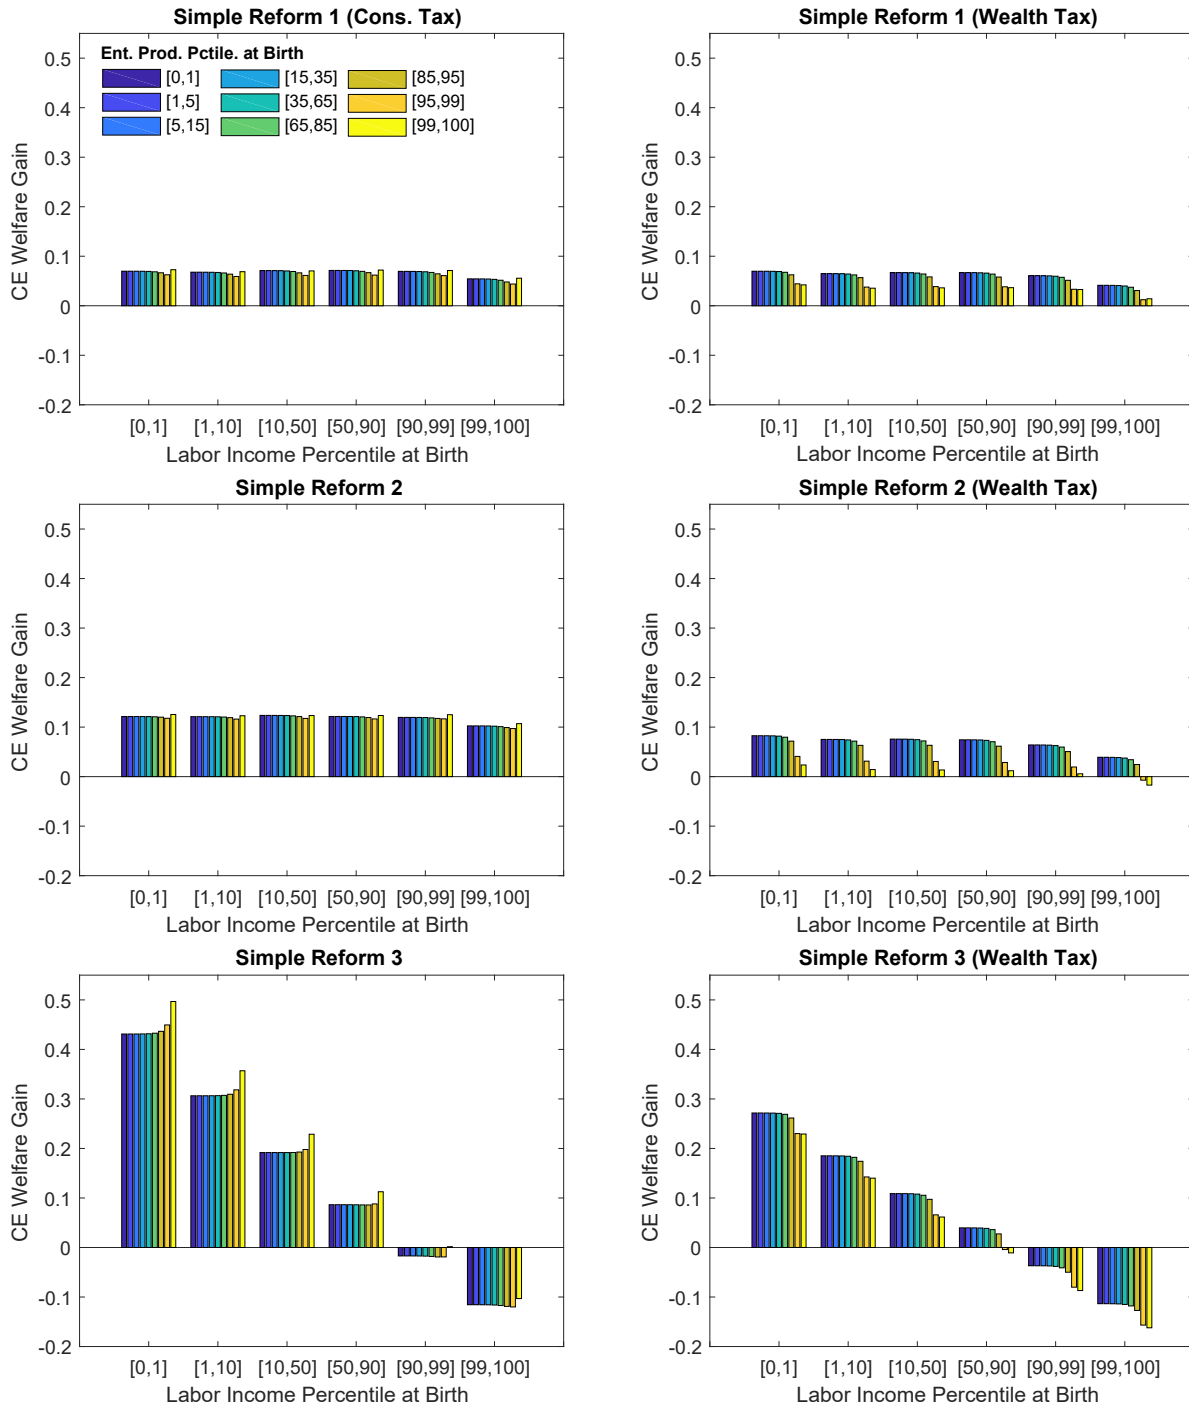 Simple Reform 1 (Cons. Tax)
Ent. Prod. Pctile. at Birth
[0,1] [15,35] [85,95]
[1,5] [35,65] [95,99]
[5,15] [65,85] [99,100]
CE Welfare Gain
0.5
0.4
0.3
0.2
0.1
0
-0.1
-0.2
[0,1] [1,10] [10,50] [50,90] [90,99] [99,100]
Labor Income Percentile at Birth
Simple Reform 1 (Wealth Tax)
CE Welfare Gain
0.5
0.4
0.3
0.2
0.1
0
-0.1
-0.2
[0,1] [1,10] [10,50] [50,90] [90,99] [99,100]
Labor Income Percentile at Birth
Simple Reform 2
CE Welfare Gain
0.5
0.4
0.3
0.2
0.1
0
-0.1
-0.2
[0,1] [1,10] [10,50] [50,90] [90,99] [99,100]
Labor Income Percentile at Birth
Simple Reform 2 (Wealth Tax)
CE Welfare Gain
0.5
0.4
0.3
0.2
0.1
0
-0.1
-0.2
[0,1] [1,10] [10,50] [50,90] [90,99] [99,100]
Labor Income Percentile at Birth
Simple Reform 3
CE Welfare Gain
0.5
0.4
0.3
0.2
0.1
0
-0.1
-0.2
[0,1] [1,10] [10,50] [50,90] [90,99] [99,100]
Labor Income Percentile at Birth
Simple Reform 3 (Wealth Tax)
CE Welfare Gain
0.5
0.4
0.3
0.2
0.1
0
-0.1
-0.2
[0,1] [1,10] [10,50] [50,90] [90,99] [99,100]
Labor Income Percentile at Birth